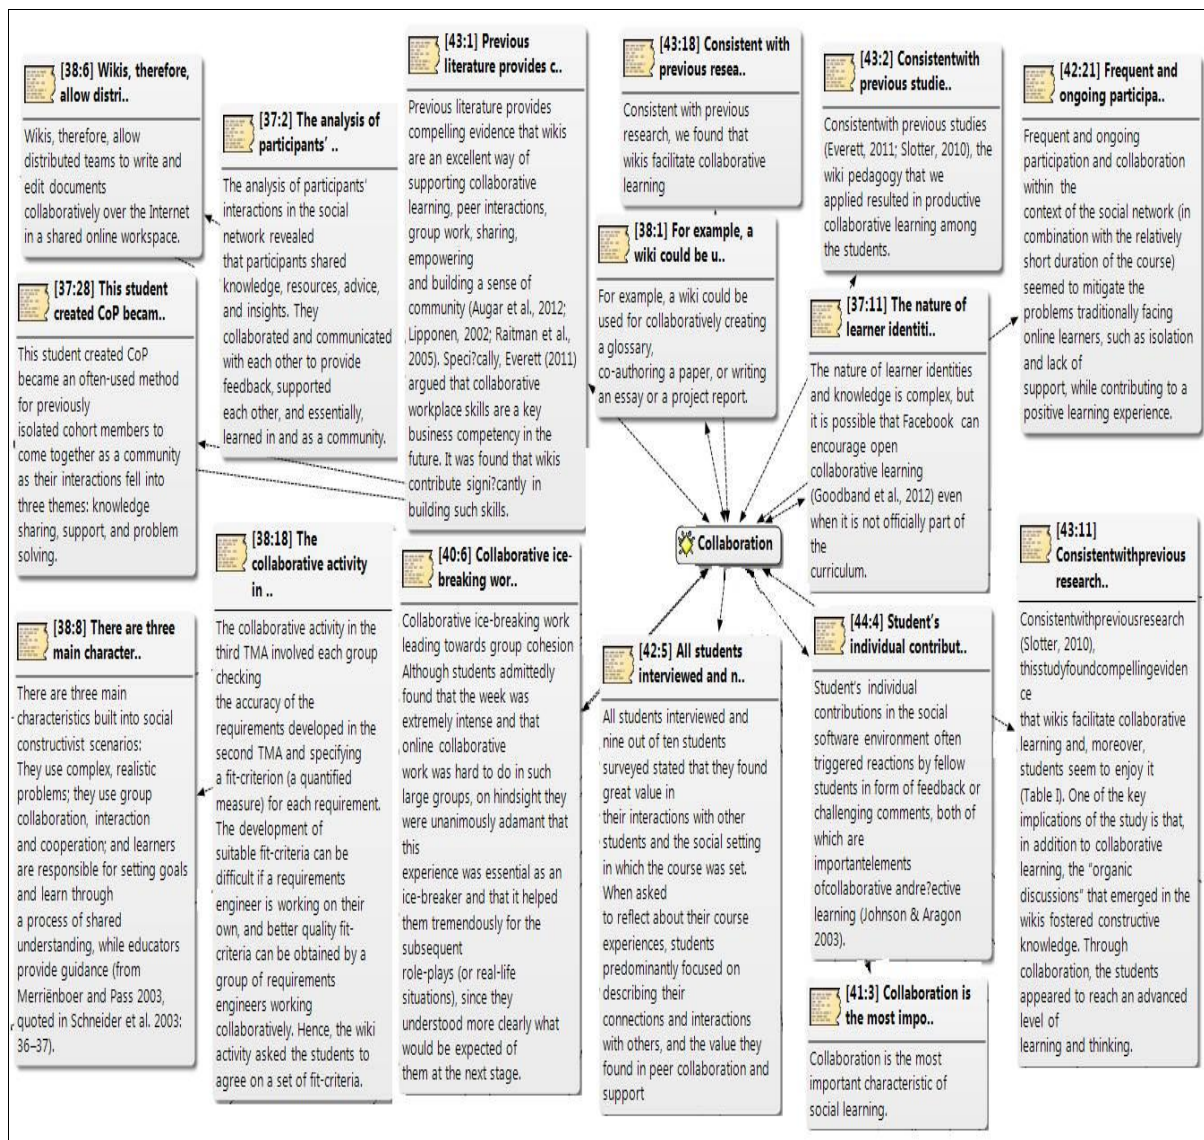 [38:6] Wikis, therefore,
allow distri..
Wikis, therefore, allow
distributed teams to write and
edit documents
collaboratively over the Internet
in a shared online workspace.
[37:2] The analysis of
participants' ..
The analysis of participants'
interactions in the social
network revealed
that participants shared
knowledge, resources, advice,
and insights. They
collaborated and communicated
with each other to provide
feedback, supported
each other, and essentially,
learned in and as a community.
[43:1] Previous
literature provides c..
Previous literature provides
compelling evidence that wikis
are an excellent way of
supporting collaborative
learning, peer interactions,
group work, sharing,
empowering
and building a sense of
community (Augar et al., 2012;
Lipponen, 2002; Raitman et al.,
2005). Speci?cally, Everett (2011)
argued that collaborative
workplace skills are a key
business competency in the
future. It was found that wikis
contribute signi?cantly in
building such skills.
[43:18] Consistent with
previous resea..
Consistent with previous
research, we found that
wikis facilitate collaborative
learning
[43:2] Consistentwith
previous studie..
Consistentwith previous studies
(Everett, 2011; Slotter, 2010), the
wiki pedagogy that we
applied resulted in productive
collaborative learning among
the students.
[42:21] Frequent and
ongoing participa..
Frequent and ongoing
participation and collaboration
within the
context of the social network (in
combination with the relatively
short duration of the course)
seemed to mitigate the
problems traditionally facing
online learners, such as isolation
and lack of
support, while contributing to a
positive learning experience.
[38:1] For example, a
wiki could be u..
For example, a wiki could be
used for collaboratively creating
a glossary,
co-authoring a paper, or writing
an essay or a project report.
[37:28] This student
created CoP becam..
This student created CoP
became an often-used method
for previously
isolated cohort members to
come together as a community
as their interactions fell into
three themes: knowledge
sharing, support, and problem
solving.
[37:11] The nature of
learner identiti..
The nature of learner identities
and knowledge is complex, but
it is possible that Facebook can
encourage open
collaborative learning
(Goodband et al., 2012) even
when it is not officially part of
the
curriculum.
Collaboration
[38:18] The
collaborative activity
in ..
The collaborative activity in the
third TMA involved each group
checking
the accuracy of the
requirements developed in the
second TMA and specifying
a fit-criterion (a quantified
measure) for each requirement.
The development of
suitable fit-criteria can be
difficult if a requirements
engineer is working on their
own, and better quality fit-
criteria can be obtained by a
group of requirements
engineers working
collaboratively. Hence, the wiki
activity asked the students to
agree on a set of fit-criteria.
[40:6] Collaborative ice-
breaking wor..
Collaborative ice-breaking work
leading towards group cohesion
Although students admittedly
found that the week was
extremely intense and that
online collaborative
work was hard to do in such
large groups, on hindsight they
were unanimously adamant that
this
experience was essential as an
ice-breaker and that it helped
them tremendously for the
subsequent
role-plays (or real-life
situations), since they
understood more clearly what
would be expected of
them at the next stage.
[43:11]
Consistentwithprevious
research..
Consistentwithpreviousresearch
(Slotter, 2010),
thisstudyfoundcompellingeviden
ce
that wikis facilitate collaborative
learning and, moreover,
students seem to enjoy it
(Table I). One of the key
implications of the study is that,
in addition to collaborative
learning, the "organic
discussions" that emerged in the
wikis fostered constructive
knowledge. Through
collaboration, the students
appeared to reach an advanced
level of
learning and thinking.
[38:8] There are three
main character..
There are three main
characteristics built into social
constructivist scenarios:
They use complex, realistic
problems; they use group
collaboration, interaction
and cooperation; and learners
are responsible for setting goals
and learn through
a process of shared
understanding, while educators
provide guidance (from
Merriënboer and Pass 2003,
quoted in Schneider et al. 2003:
36–37).
[42:5] All students
interviewed and n..
All students interviewed and
nine out of ten students
surveyed stated that they found
great value in
their interactions with other
students and the social setting
in which the course was set.
When asked
to reflect about their course
experiences, students
predominantly focused on
describing their
connections and interactions
with others, and the value they
found in peer collaboration and
support
[44:4] Student's
individual contribut..
Student's individual
contributions in the social
software environment often
triggered reactions by fellow
students in form of feedback or
challenging comments, both of
which are
importantelements
ofcollaborative andre?ective
learning (Johnson & Aragon
2003).
[41:3] Collaboration is
the most impo..
Collaboration is the most
important characteristic of
social learning.